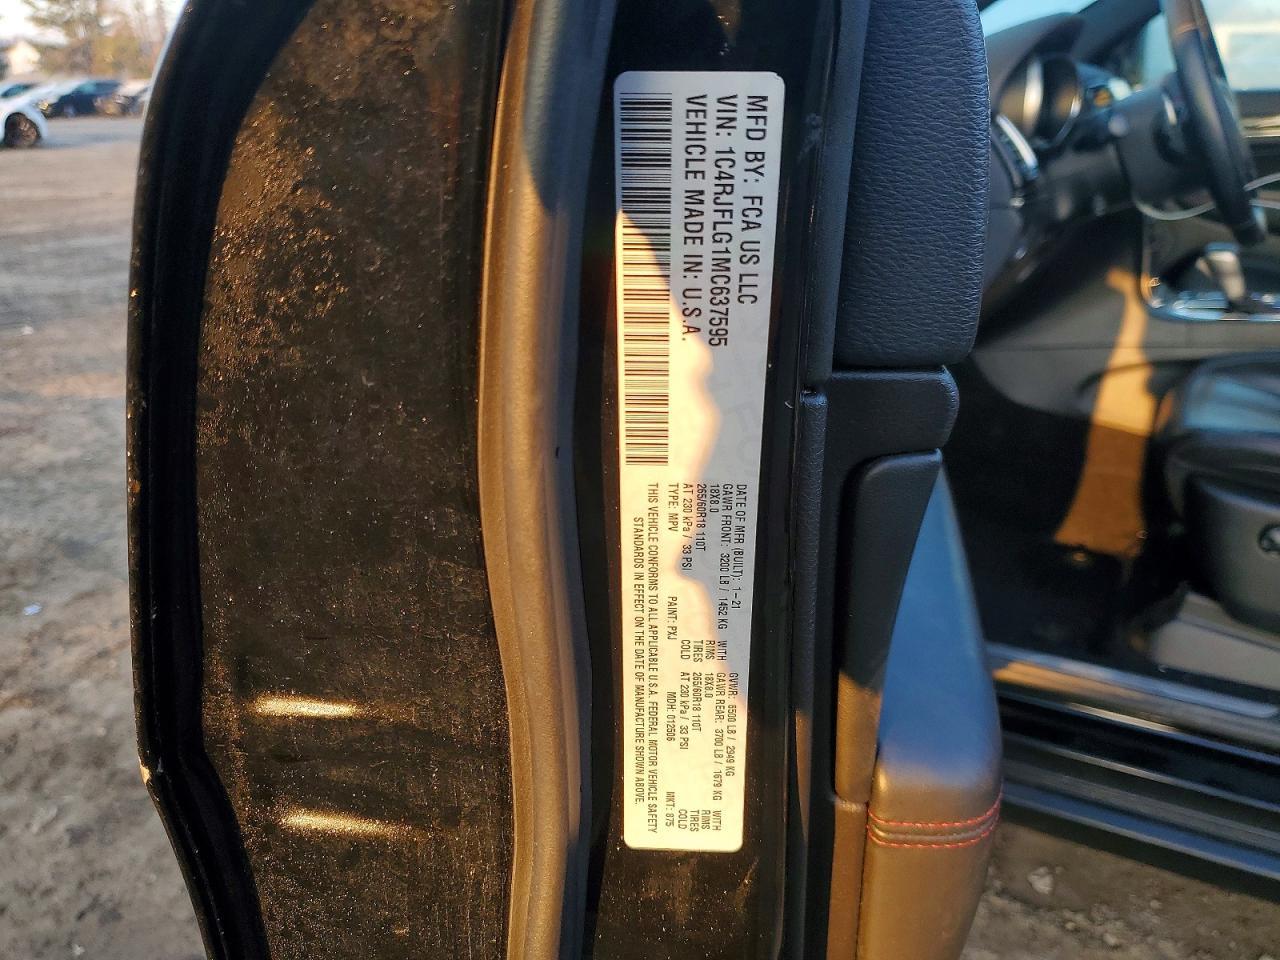 MFD BY: FCA US LLC
VIN: 1C4RJFLG1MC637595
VEHICLE MADE IN: U.S.A.
DATE OF MFR (BUILT): 1-21 GVWR: 6500 LB / 2949 KG
GAWR FRONT: 3200 LB / 1452 KG WITH GAWR REAR: 3700 LB / 1679 KG WITH
18X8.0 RIMS 18X8.0 RIMS
265/60R18 110T TIRES 265/60R18 110T TIRES
AT 230 kPa / 33 PSI COLD AT 230 kPa / 33 PSI COLD
TYPE: MPV PAINT: PXJ MDH: 012606 MKT: 875
THIS VEHICLE CONFORMS TO ALL APPLICABLE U.S.A. FEDERAL MOTOR VEHICLE SAFETY
STANDARDS IN EFFECT ON THE DATE OF MANUFACTURE SHOWN ABOVE.